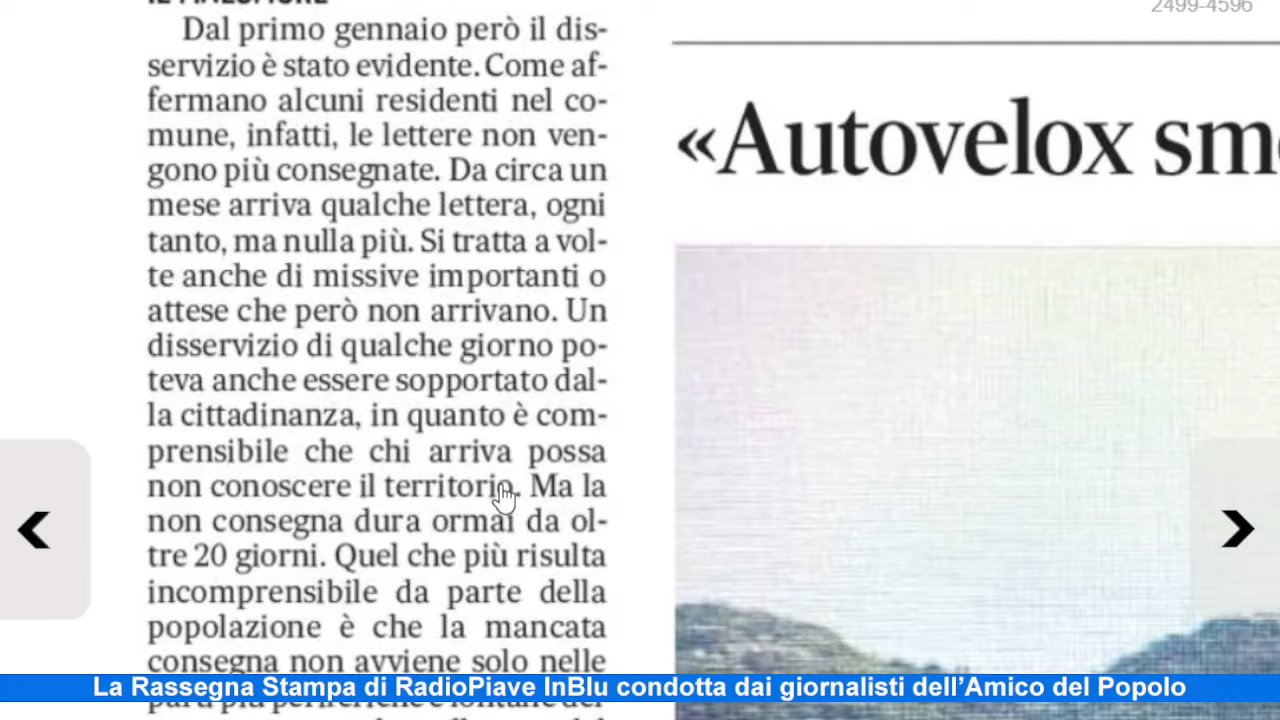 2499-4596
Dal primo gennaio però il dis-
servizio è stato evidente. Come af-
fermano alcuni residenti nel co-
mune, infatti, le lettere non ven-
gono più consegnate. Da circa un
mese arriva qualche lettera, ogni
tanto, ma nulla più. Si tratta a vol-
te anche di missive importanti o
attese che però non arrivano. Un
disservizio di qualche giorno po-
teva anche essere sopportato dal-
la cittadinanza, in quanto è com-
prensibile che chi arriva possa
non conoscere il territorio. Ma la
non consegna dura ormai da ol-
tre 20 giorni. Quel che più risulta
incomprensibile da parte della
popolazione è che la mancata
consegna non avviene solo nelle
«Autovelox
La Rassegna Stampa di RadioPiave InBlu condotta dai giornalisti dell’Amico del Popolo